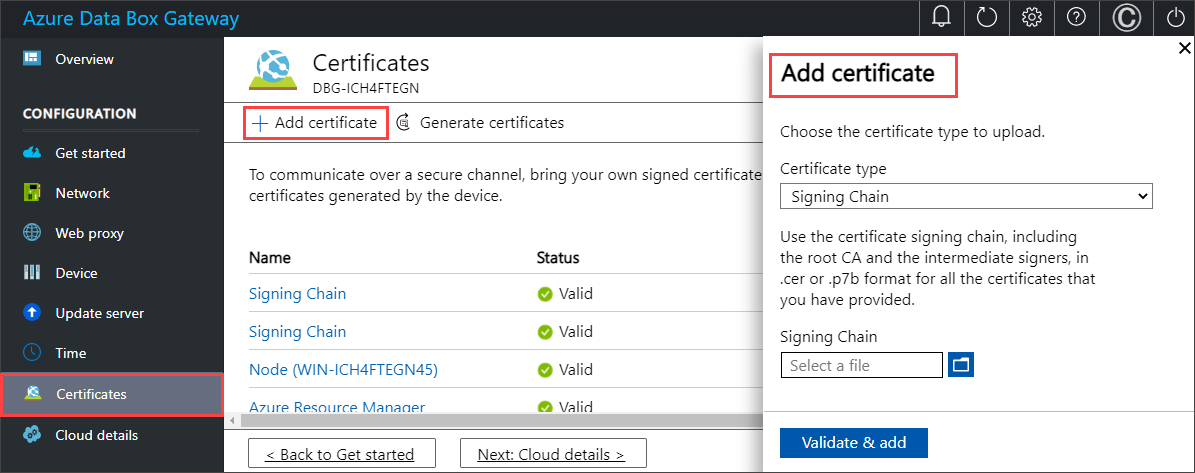 Azure Data Box Gateway
Overview
CONFIGURATION
Get started
Network
Web proxy
Device
Update server
Time
Certificates
Cloud details
Certificates
DBG-ICH4FTEGN
+ Add certificate
Generate certificates
To communicate over a secure channel, bring your own signed certificate
certificates generated by the device.
Name Status
Signing Chain Valid
Signing Chain Valid
Node (WIN-ICH4FTEGN45) Valid
Azure Resource Manager Valid
< Back to Get started
Next: Cloud details >
Add certificate
Choose the certificate type to upload.
Certificate type
Signing Chain
Use the certificate signing chain, including
the root CA and the intermediate signers, in
.cer or .p7b format for all the certificates that
you have provided.
Signing Chain
Select a file
Validate & add